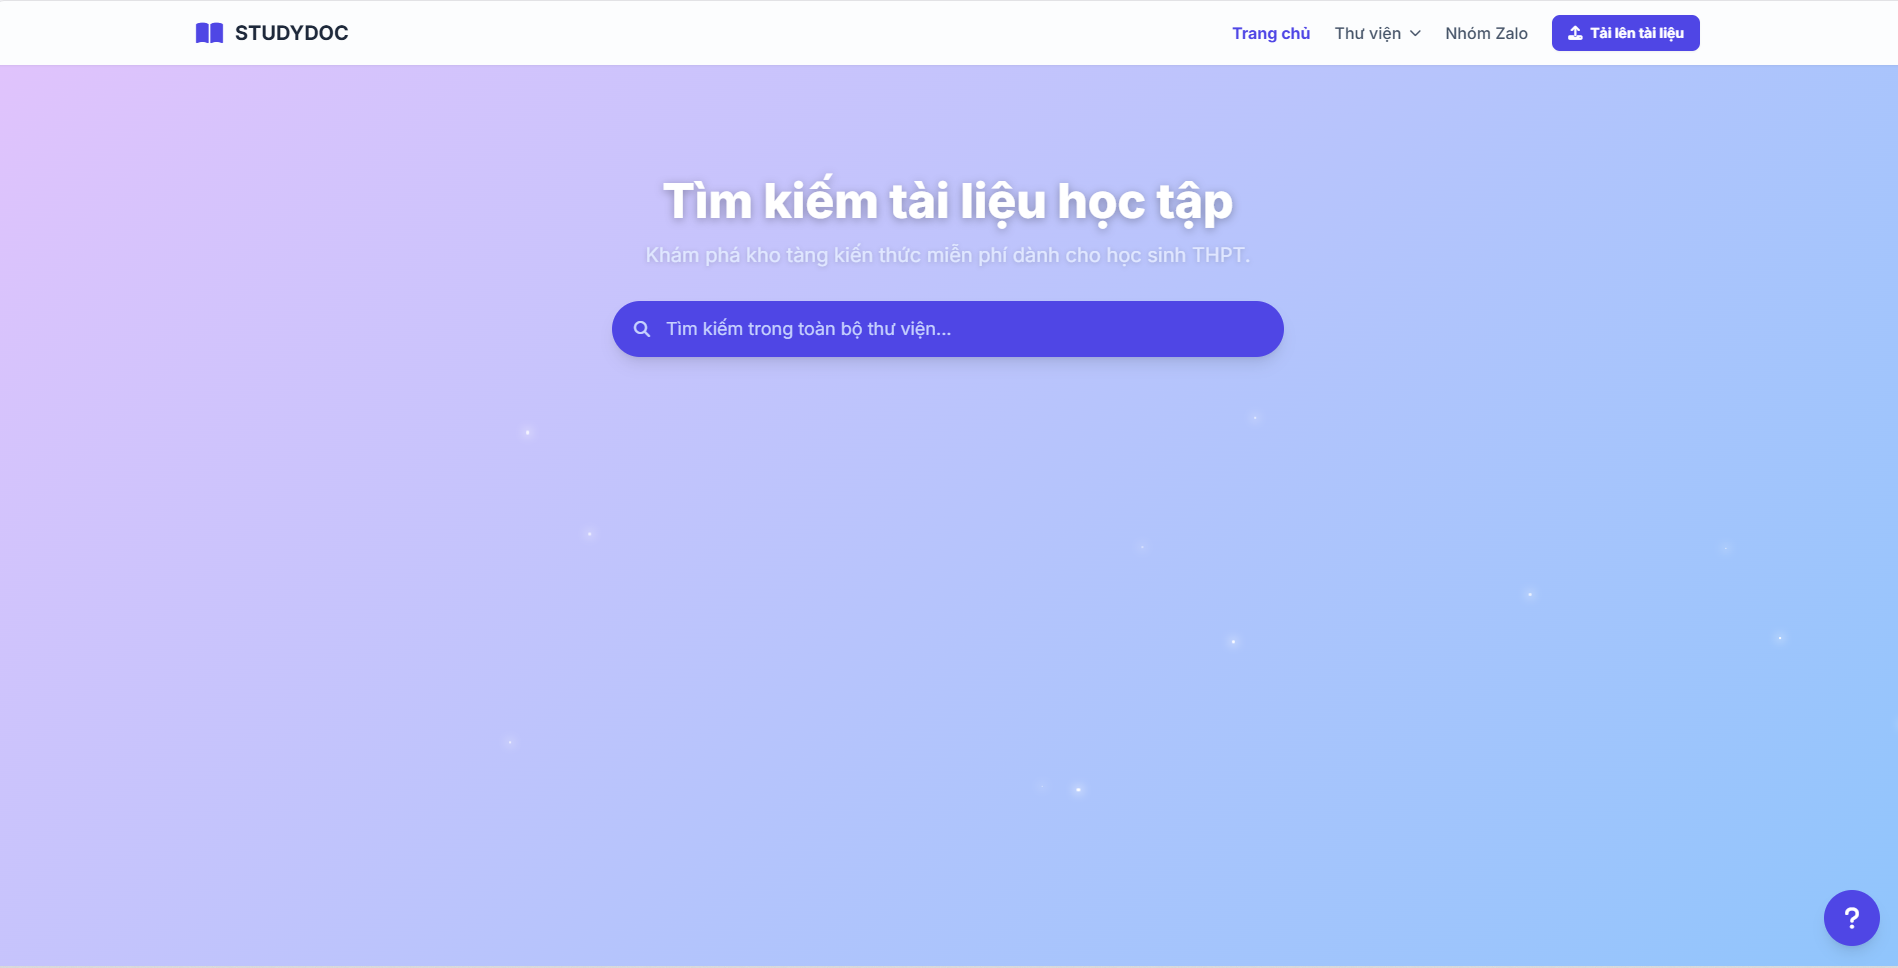 STUDYDOC
Trang chủ
Thư viện
Nhóm Zalo
Tải lên tài liệu
Tìm kiếm tài liệu học tập
Khám phá kho tàng kiến thức miễn phí dành cho học sinh THPT.
Tìm kiếm trong toàn bộ thư viện...
?